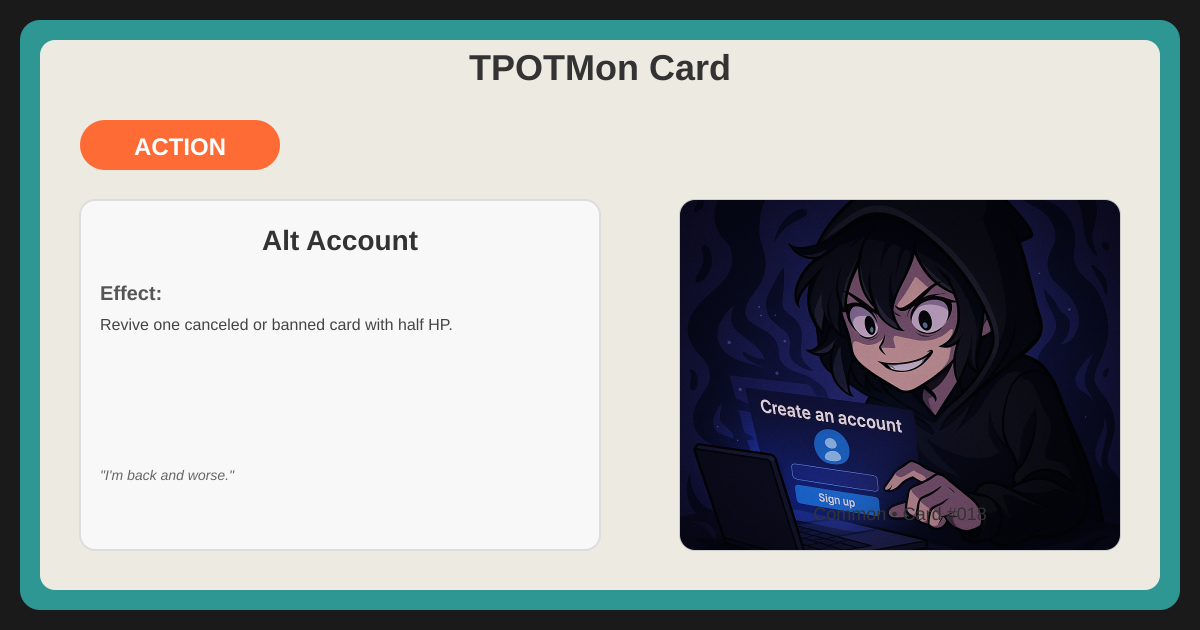 TPOTMon Card
ACTION
Alt Account
Effect:
Revive one canceled or banned card with half HP.
"I'm back and worse."
Create an account
Sign up
Common • Card #018